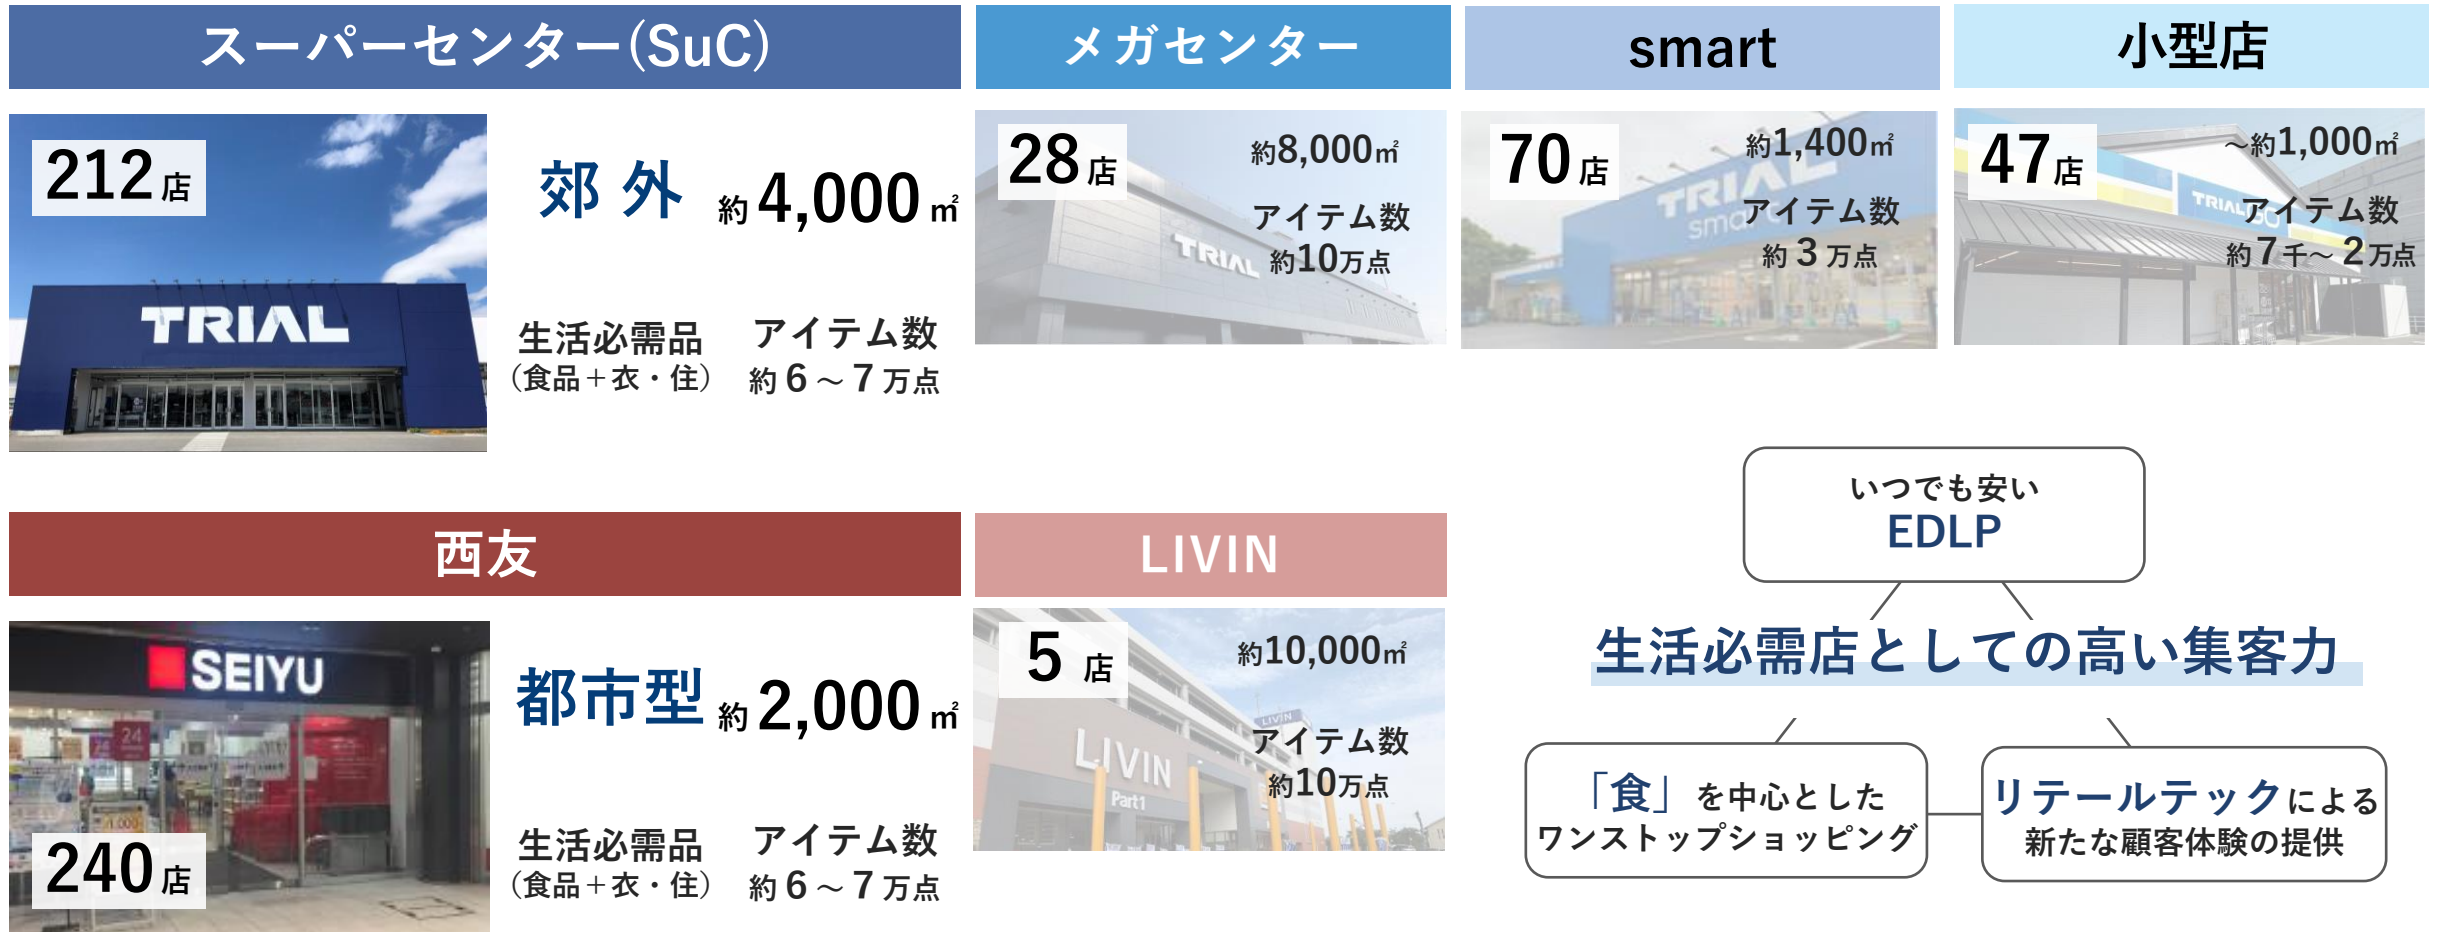 スーパーセンター(SuC)
212店
TRIAL
郊外 約4,000㎡
生活必需品
（食品＋衣・住）
アイテム数
約6～7万点
メガセンター
28店
約8,000㎡
アイテム数
約10万点
TRIAL
smart
70店
約1,400㎡
アイテム数
約3万点
TRIAL
smart
小型店
47店
～約1,000㎡
アイテム数
約7千～2万点
TRIAL GO
西友
SEIYU
24
240店
都市型 約2,000㎡
生活必需品
（食品＋衣・住）
アイテム数
約6～7万点
LIVIN
5店
約10,000㎡
アイテム数
約10万点
LIVIN
LIVIN
Part1
いつでも安い
EDLP
生活必需店としての高い集客力
「食」を中心とした
ワンストップショッピング
リテールテックによる
新たな顧客体験の提供